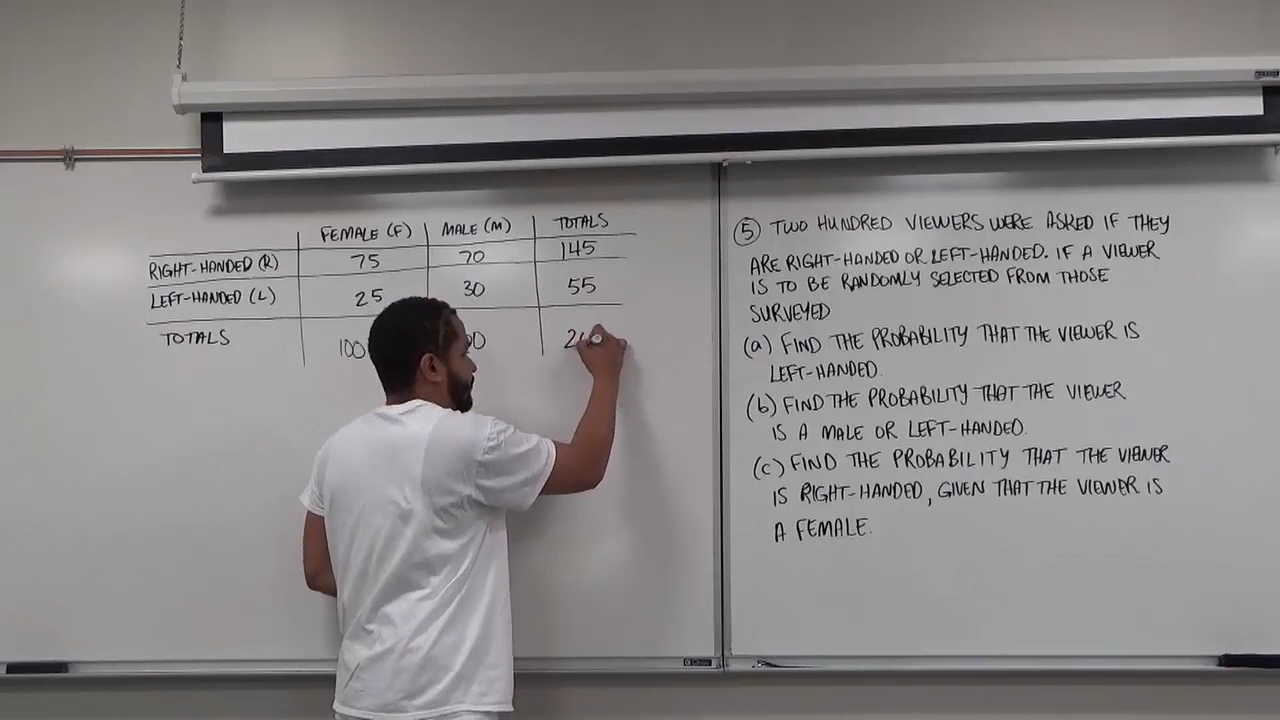 FEMALE (F) MALE (M) TOTALS
RIGHT-HANDED (R) 75 70 145
LEFT-HANDED (L) 25 30 55
TOTALS 100
5 TWO HUNDRED VIEWERS WERE ASKED IF THEY
ARE RIGHT-HANDED OR LEFT-HANDED. IF A VIEWER
IS TO BE RANDOMLY SELECTED FROM THOSE
SURVEYED
(a) FIND THE PROBABILITY THAT THE VIEWER IS
LEFT-HANDED.
(b) FIND THE PROBABILITY THAT THE VIEWER
IS A MALE OR LEFT-HANDED.
(c) FIND THE PROBABILITY THAT THE VIEWER
IS RIGHT-HANDED, GIVEN THAT THE VIEWER IS
A FEMALE.